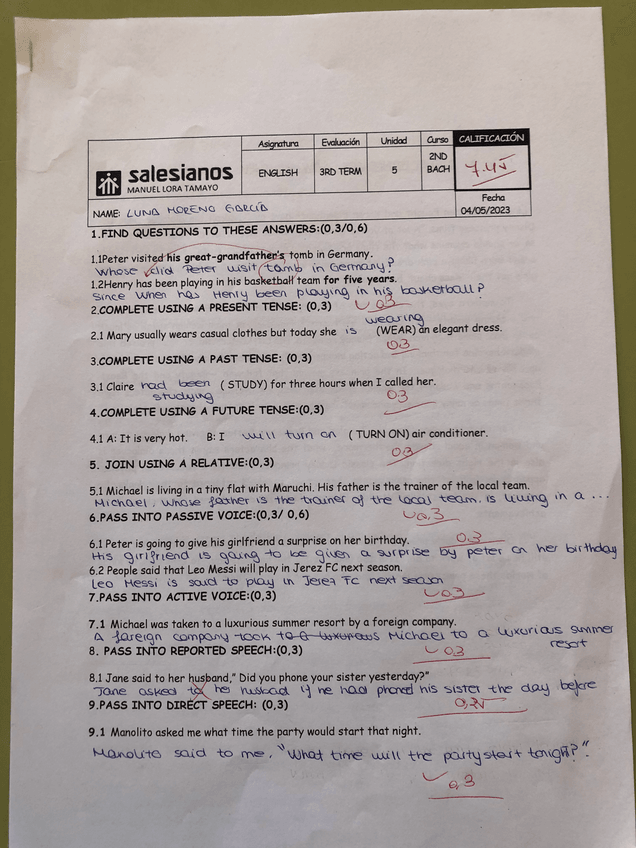 Asignatura Evaluación Unidad Curso CALIFICACIÓN
salesianos
MANUEL LORA TAMAYO
ENGLISH 3RD TERM 5 2ND BACH 7.45
Fecha
NAME: LUNA MORENO GARCÍA 04/05/2023
1.FIND QUESTIONS TO THESE ANSWERS:(0,3/0,6)
1.1Peter visited his great-grandfather's tomb in Germany.
Whose did Peter visit tomb in Germany?
1.2Henry has been playing in his basketball team for five years.
Since when has Henry been playing in his basketball?
2.COMPLETE USING A PRESENT TENSE: (0,3) 0.3
wearing
2.1 Mary usually wears casual clothes but today she is (WEAR) an elegant dress.
0.3
3.COMPLETE USING A PAST TENSE: (0,3)
3.1 Claire had been ( STUDY) for three hours when I called her.
studying 0.3
4.COMPLETE USING A FUTURE TENSE:(0,3)
4.1 A: It is very hot. B: I will turn on ( TURN ON) air conditioner.
0.3
5. JOIN USING A RELATIVE:(0,3)
5.1 Michael is living in a tiny flat with Maruchi. His father is the trainer of the local team.
Michael, whose father is the trainer of the local team, is living in a ...
6.PASS INTO PASSIVE VOICE:(0,3/ 0,6) 0,3
6.1 Peter is going to give his girlfriend a surprise on her birthday. 0.3
His girlfriend is going to be given a surprise by peter on her birthday
6.2 People said that Leo Messi will play in Jerez FC next season.
Leo Messi is said to play in Jerez FC next season
7.PASS INTO ACTIVE VOICE:(0,3) 0.3
7.1 Michael was taken to a luxurious summer resort by a foreign company.
A foreign company took to a luxurious Michael to a luxurious summer
resort
8. PASS INTO REPORTED SPEECH:(0,3) 0.3
8.1 Jane said to her husband," Did you phone your sister yesterday?"
Jane asked to her husbad if he had phoned his sister the day before
9.PASS INTO DIRECT SPEECH: (0,3) 0,25
9.1 Manolito asked me what time the party would start that night.
Manolito said to me, "What time will the party start tonight?".
0.3